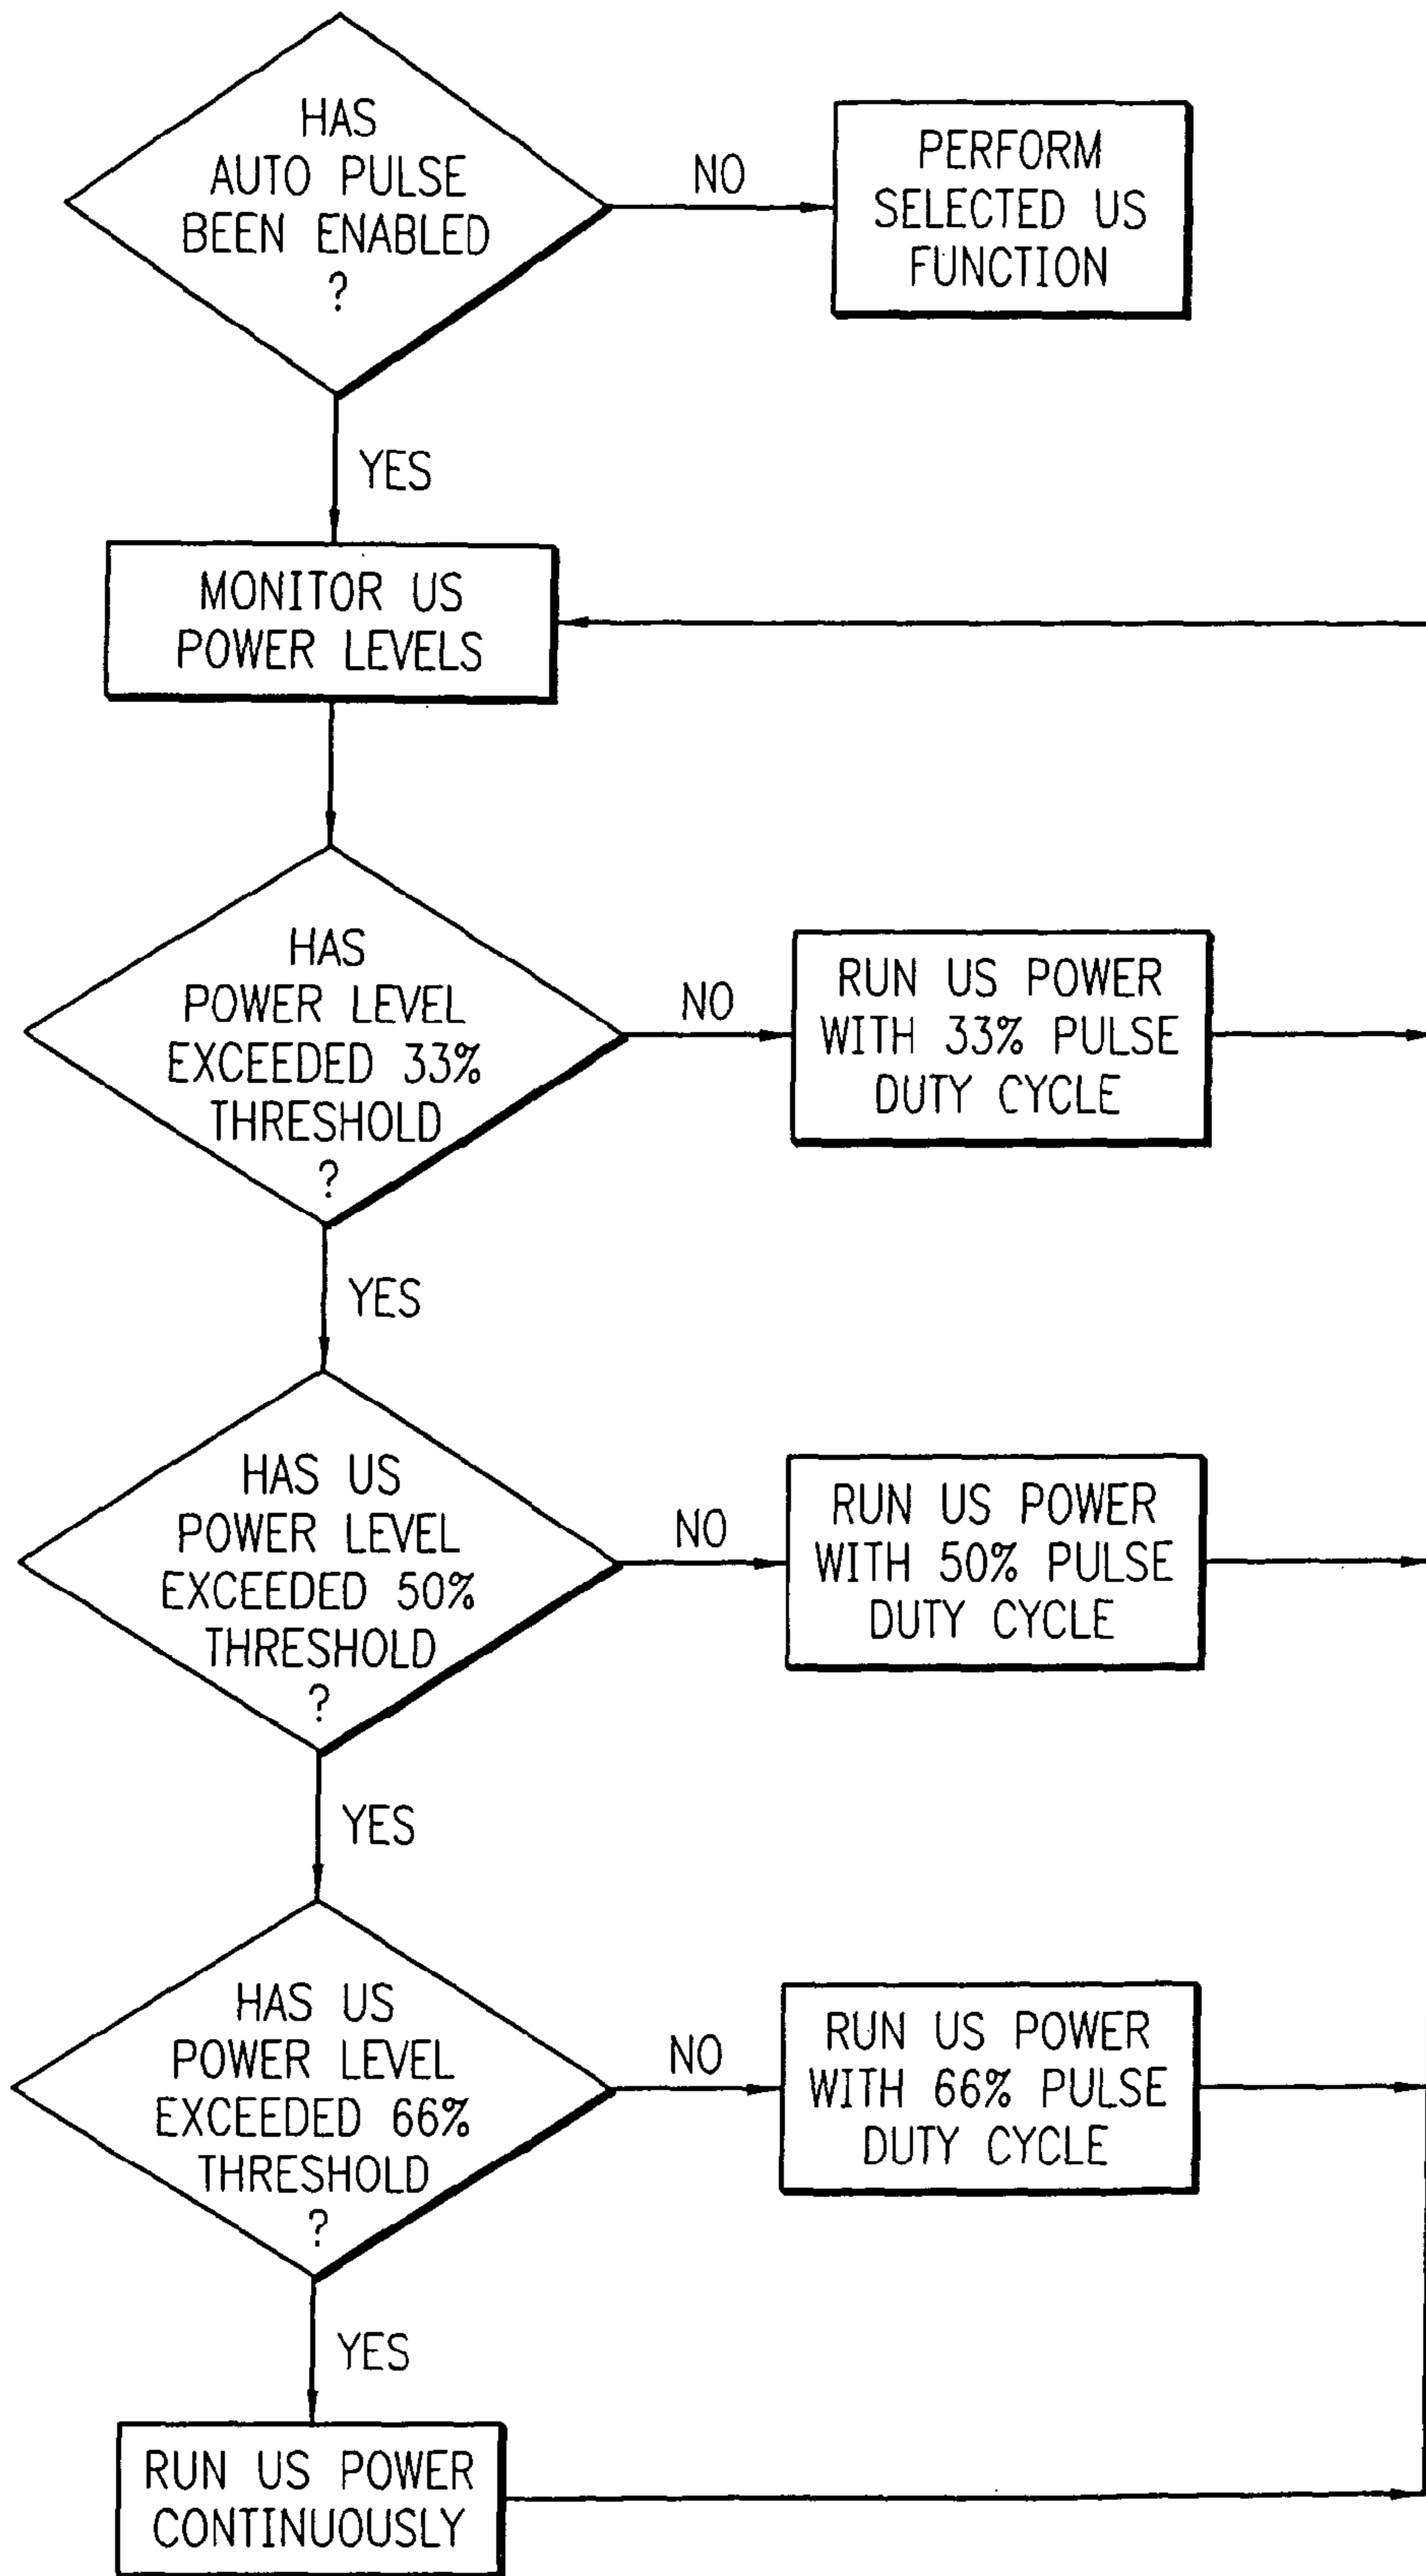 HAS
AUTO PULSE
BEEN ENABLED
?
NO
PERFORM
SELECTED US
FUNCTION
YES
MONITOR US
POWER LEVELS
HAS
POWER LEVEL
EXCEEDED 33%
THRESHOLD
?
NO
RUN US POWER
WITH 33% PULSE
DUTY CYCLE
YES
HAS US
POWER LEVEL
EXCEEDED 50%
THRESHOLD
?
NO
RUN US POWER
WITH 50% PULSE
DUTY CYCLE
YES
HAS US
POWER LEVEL
EXCEEDED 66%
THRESHOLD
?
NO
RUN US POWER
WITH 66% PULSE
DUTY CYCLE
YES
RUN US POWER
CONTINUOUSLY